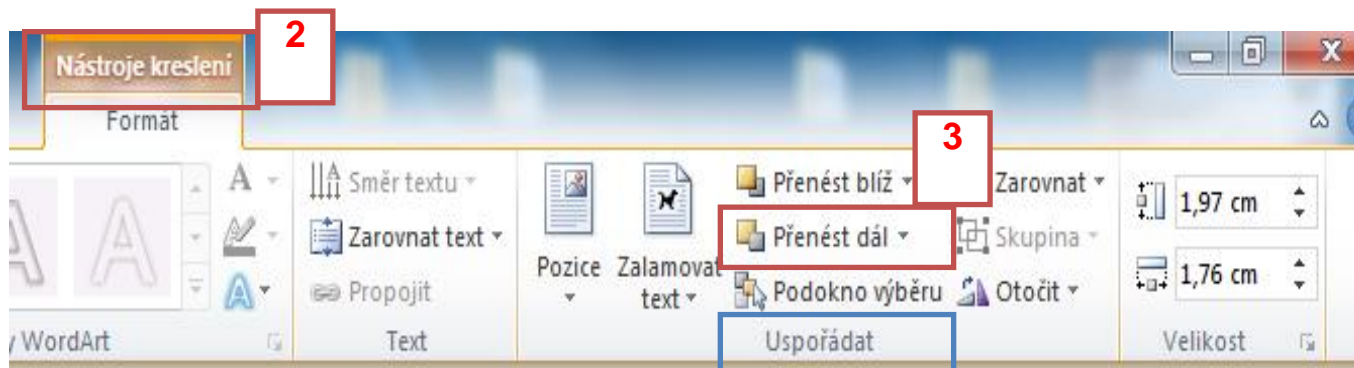 2
Nástroje kreslení
Formát
3
Směr textu
Zarovnat text
Propojit
Pozice
Zalamovat
text
Přenést blíž
Přenést dál
Podokno výběru
Zarovnat
Skupina
Otočit
1,97 cm
1,76 cm
WordArt
Text
Uspořádat
Velikost